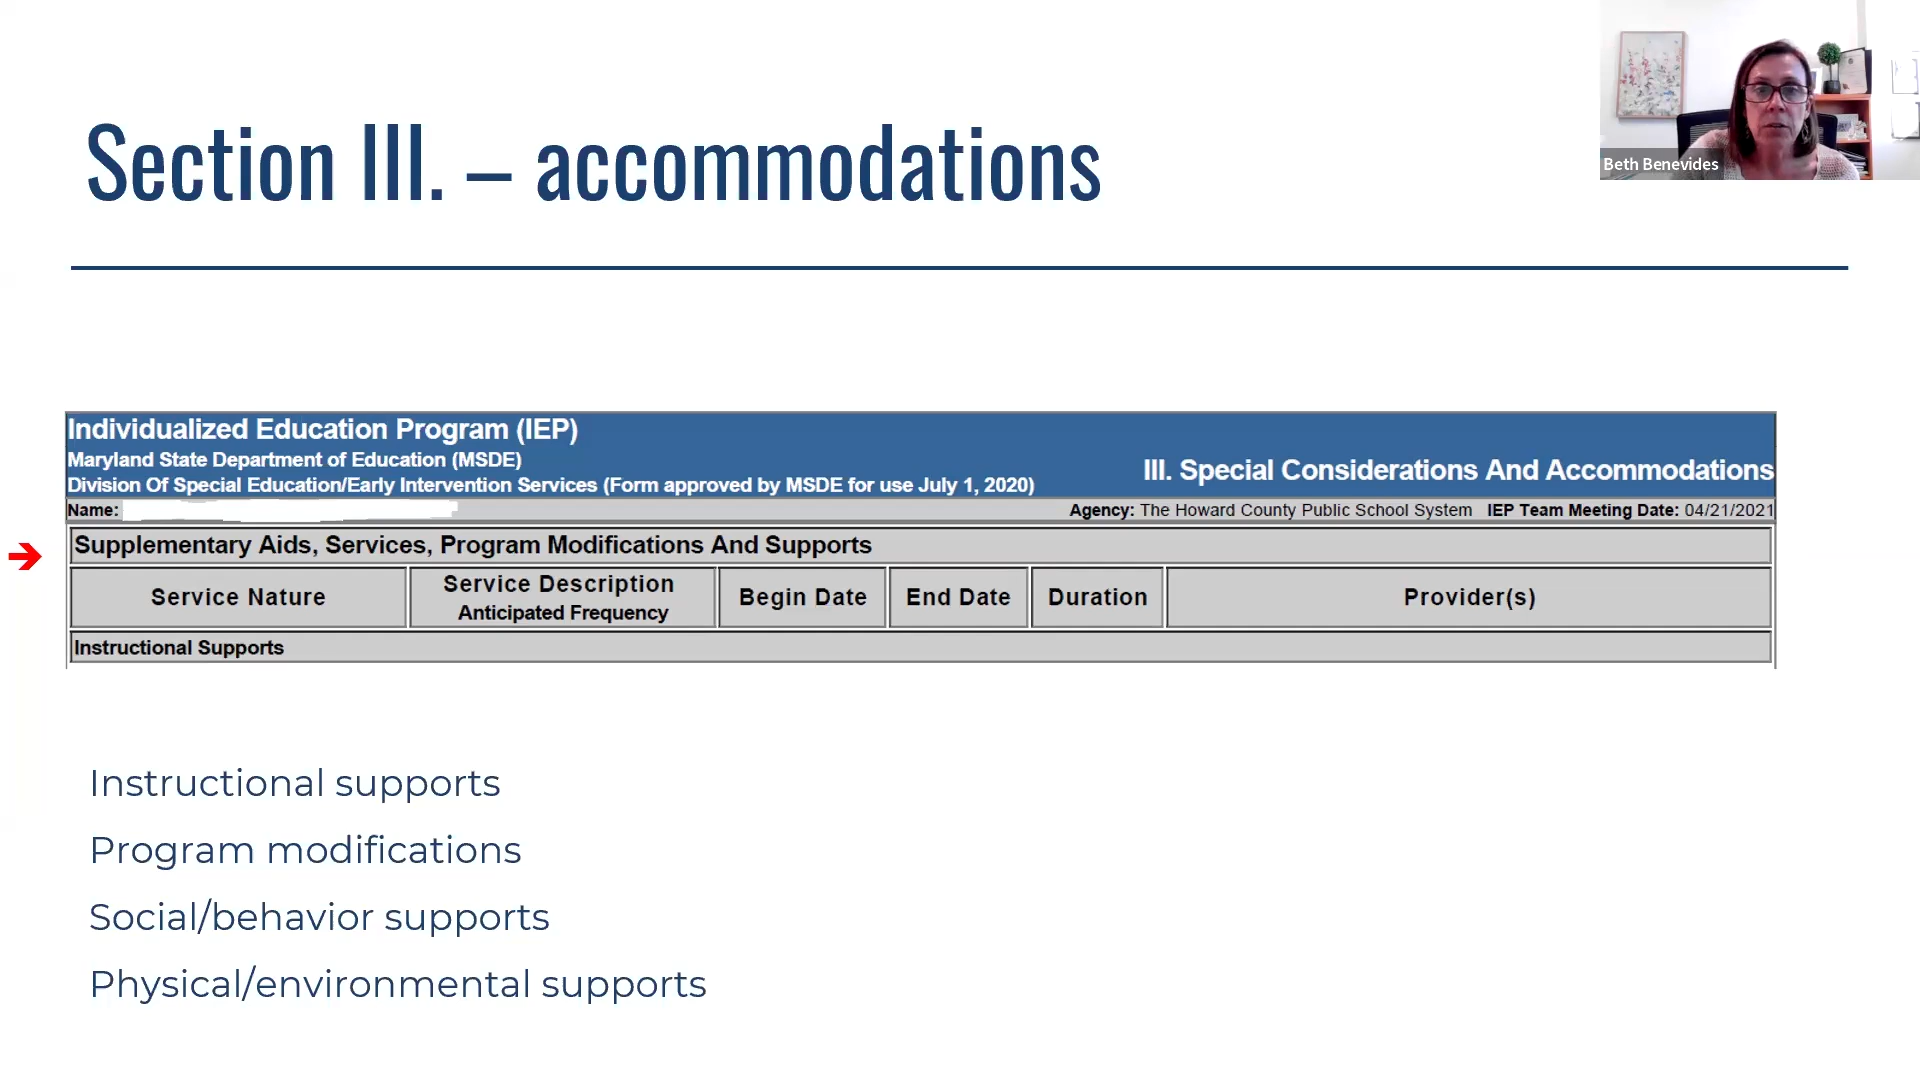 Section III. – accommodations
Beth Benevides
Individualized Education Program (IEP)
Maryland State Department of Education (MSDE)
Division Of Special Education/Early Intervention Services (Form approved by MSDE for use July 1, 2020)
III. Special Considerations And Accommodations
Name:
Agency: The Howard County Public School System IEP Team Meeting Date: 04/21/2021
Supplementary Aids, Services, Program Modifications And Supports
Service Nature
Service Description
Anticipated Frequency
Begin Date
End Date
Duration
Provider(s)
Instructional Supports
Instructional supports
Program modifications
Social/behavior supports
Physical/environmental supports